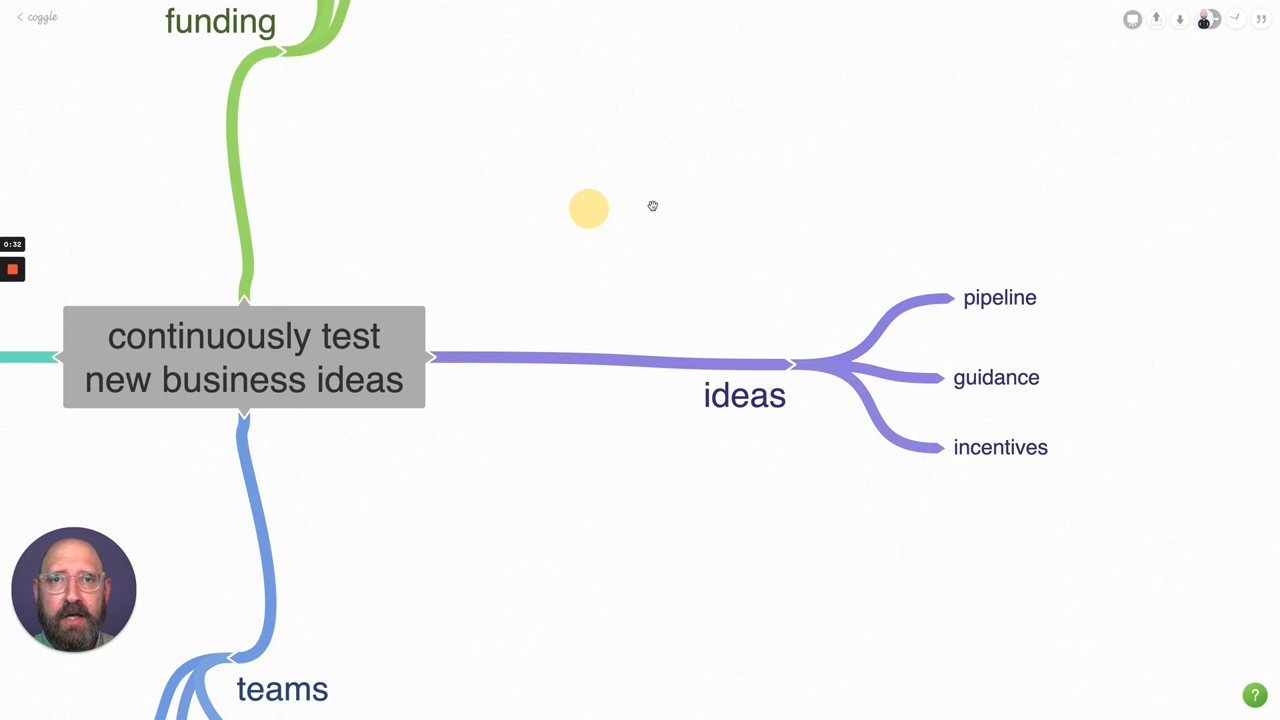 coggle
funding
0:32
continuously test
new business ideas
ideas
pipeline
guidance
incentives
teams
?